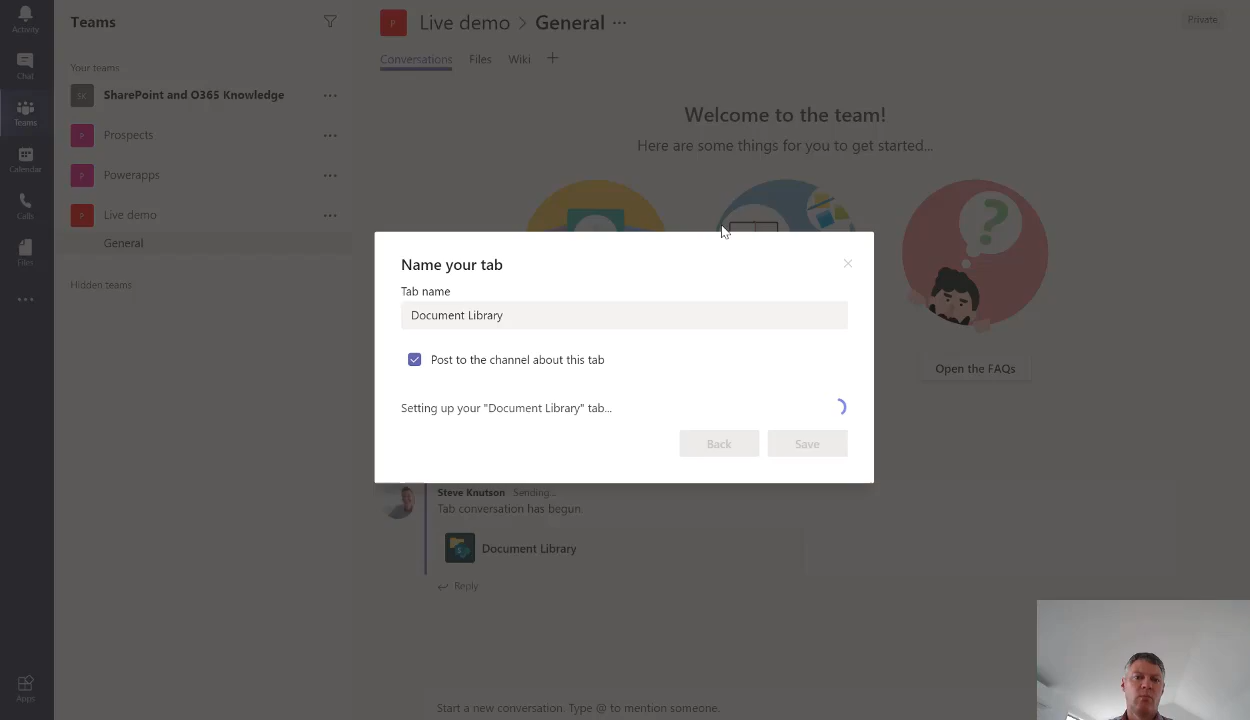 Activity
Chat
Teams
Calendar
Calls
Files
Apps
Teams
Your teams
SK
SharePoint and O365 Knowledge
P
Prospects
P
Powerapps
P
Live demo
General
Hidden teams
P
Live demo > General
Private
Conversations
Files
Wiki
Welcome to the team!
Here are some things for you to get started...
Open the FAQs
Name your tab
Tab name
Document Library
Post to the channel about this tab
Setting up your "Document Library" tab...
Back
Save
Steve Knutson
Sending...
Tab conversation has begun
Document Library
Reply
Start a new conversation. Type @ to mention someone.